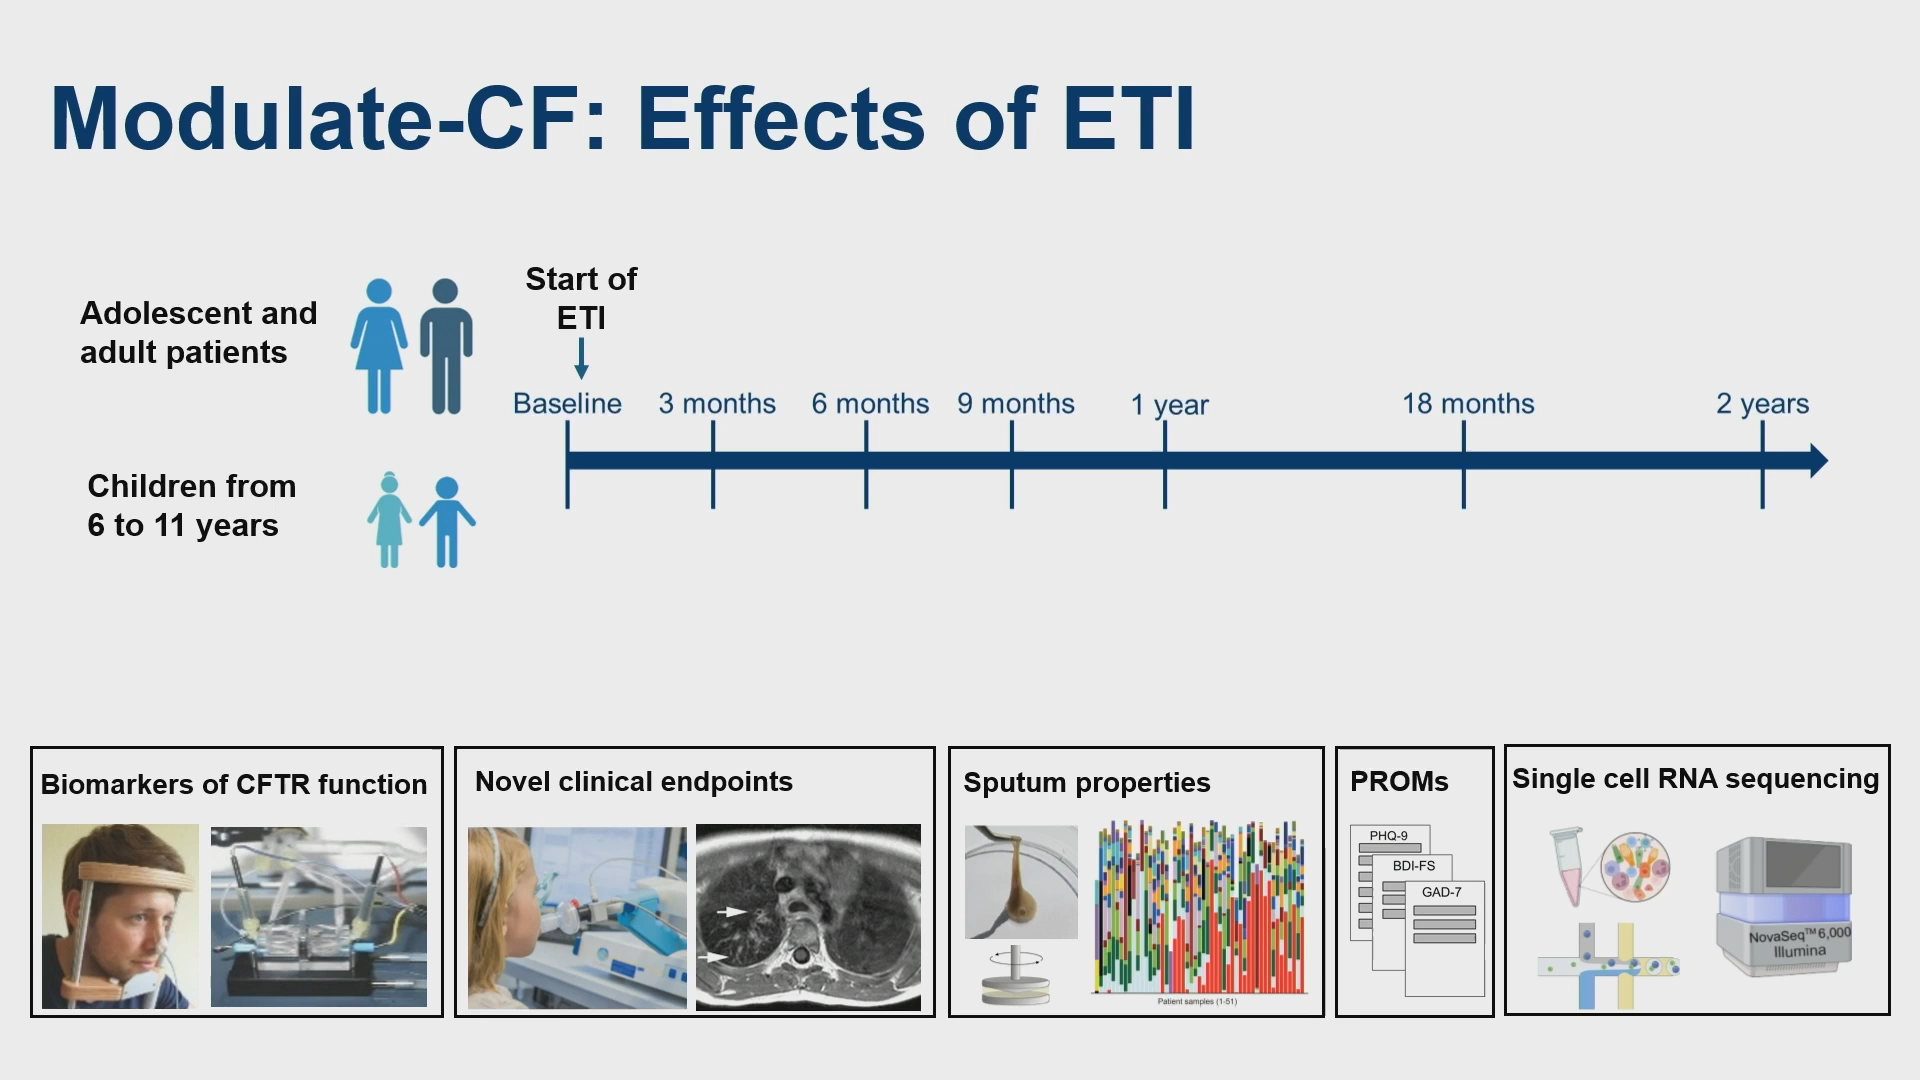 Modulate-CF: Effects of ETI
Adolescent and
adult patients
Children from
6 to 11 years
Start of
ETI
Baseline
3 months
6 months
9 months
1 year
18 months
2 years
Biomarkers of CFTR function
Novel clinical endpoints
Sputum properties
Patient samples (1-51)
PROMs
PHQ-9
BDI-FS
GAD-7
Single cell RNA sequencing
NovaSeq™ 6,000
Illumina